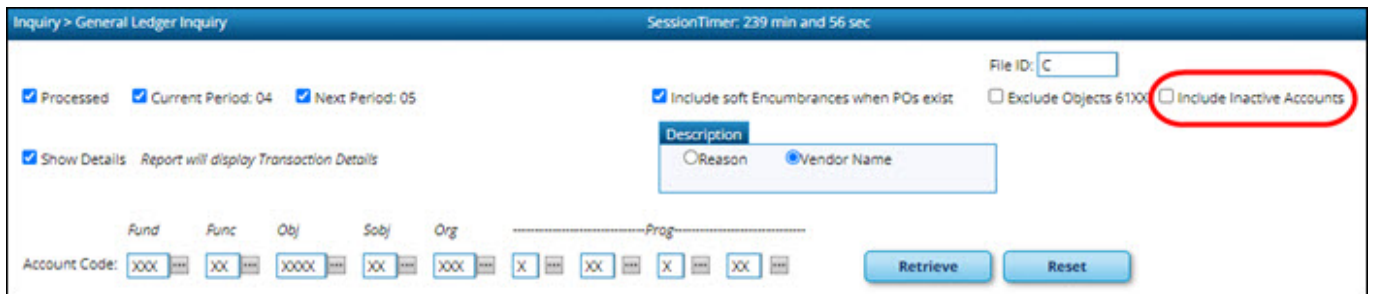 Inquiry > General Ledger Inquiry SessionTimer: 239 min and 56 sec
File ID: C
Processed Current Period: 04 Next Period: 05 Include soft Encumbrances when POs exist Exclude Objects 61XX Include Inactive Accounts
Description
Show Details Report will display Transaction Details Reason Vendor Name
Fund Func Obj Sobj Org --------------------------------Prog--------------------------------
Account Code: XXX XX XXXX XX XXX X XX X XX Retrieve Reset